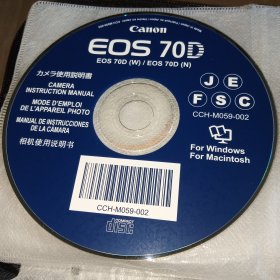 Canon
EOS 70D
EOS 70D (W) / EOS 70D (N)
カメラ使用説明書
CAMERA
INSTRUCTION MANUAL
MODE D'EMPLOI
DE L'APPAREIL PHOTO
MANUAL DE INSTRUCCIONES
DE LA CÁMARA
相机使用说明书
J E
F S C
CCH-M059-002
For Windows
For Macintosh
CCH-M059-002
COMPACT
disc